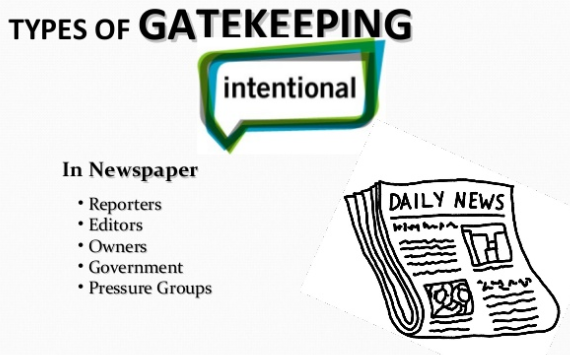 TYPES OF GATEKEEPING
intentional
In Newspaper
• Reporters
• Editors
• Owners
• Government
• Pressure Groups
DAILY NEWS